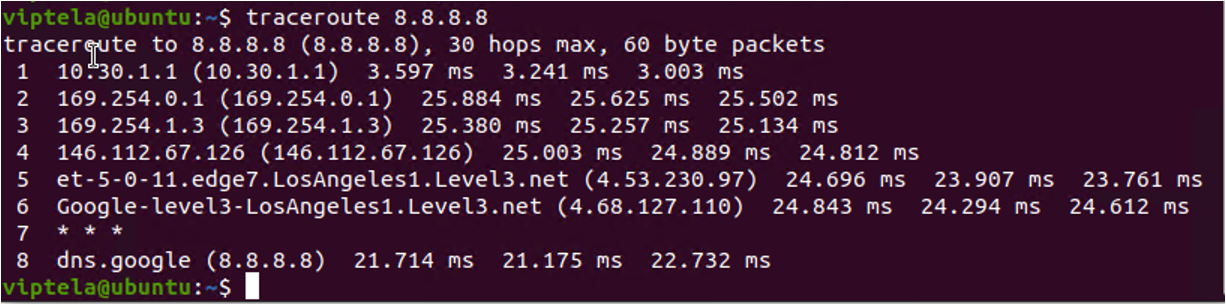 viptela@ubuntu:~$ traceroute 8.8.8.8
traceroute to 8.8.8.8 (8.8.8.8), 30 hops max, 60 byte packets
1 10.30.1.1 (10.30.1.1) 3.597 ms 3.241 ms 3.003 ms
2 169.254.0.1 (169.254.0.1) 25.884 ms 25.625 ms 25.502 ms
3 169.254.1.3 (169.254.1.3) 25.380 ms 25.257 ms 25.134 ms
4 146.112.67.126 (146.112.67.126) 25.003 ms 24.889 ms 24.812 ms
5 et-5-0-11.edge7.LosAngeles1.Level3.net (4.53.230.97) 24.696 ms 23.907 ms 23.761 ms
6 Google-level3-LosAngeles1.Level3.net (4.68.127.110) 24.843 ms 24.294 ms 24.612 ms
7 * * *
8 dns.google (8.8.8.8) 21.714 ms 21.175 ms 22.732 ms
viptela@ubuntu:~$